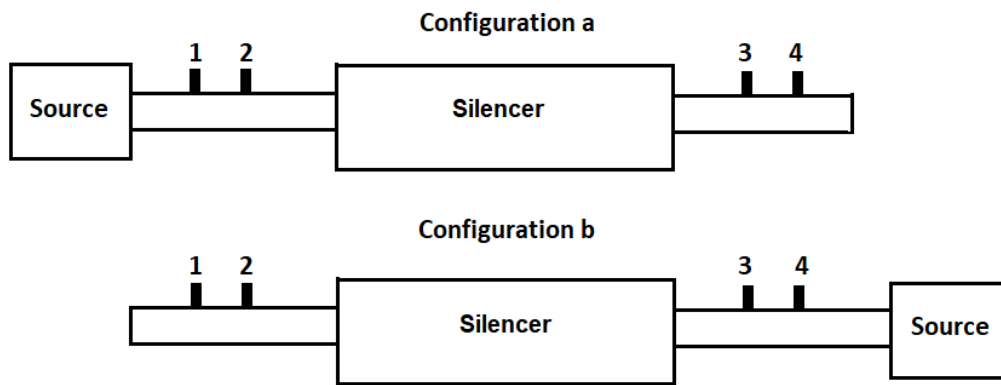 Configuration a
1 2 3 4
Source Silencer
Configuration b
1 2 3 4
Silencer Source